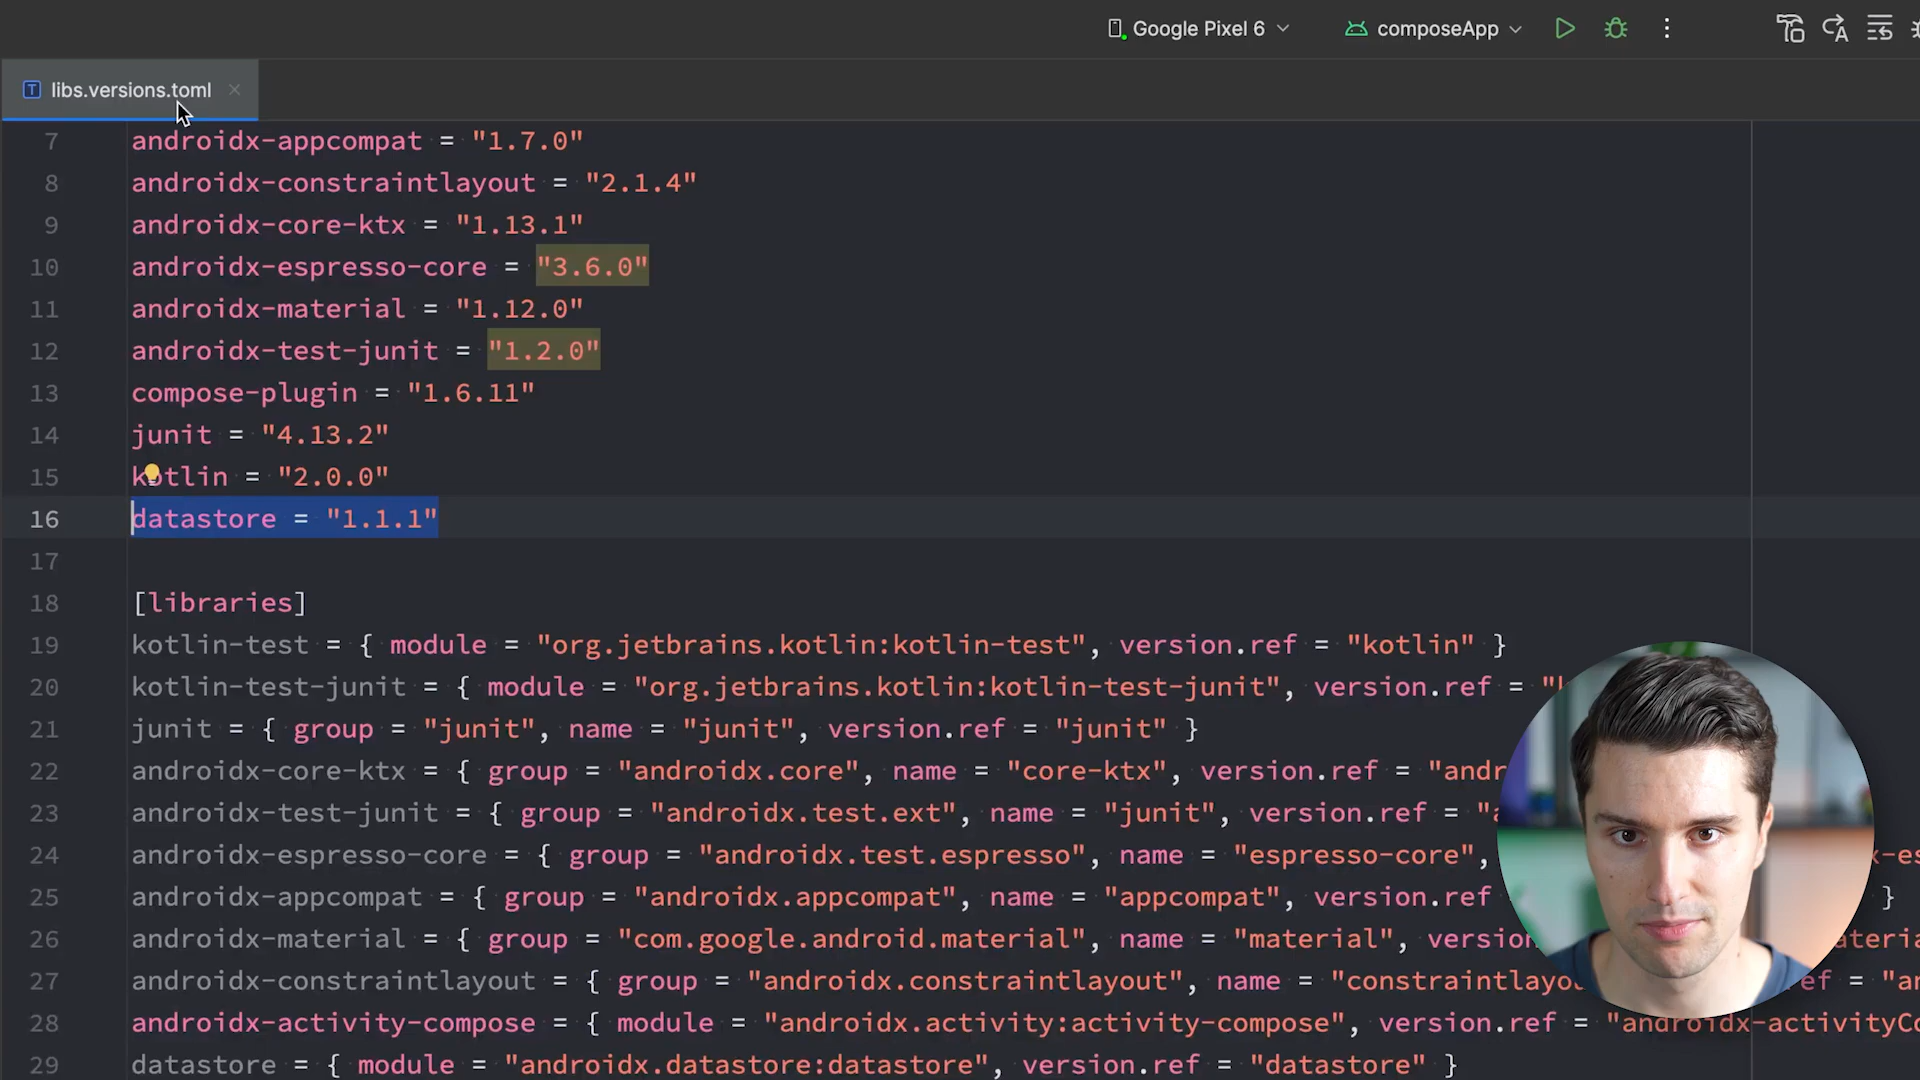 Google Pixel 6
composeApp
libs.versions.toml
7 androidx-appcompat = "1.7.0"
8 androidx-constraintlayout = "2.1.4"
9 androidx-core-ktx = "1.13.1"
10 androidx-espresso-core = "3.6.0"
11 androidx-material = "1.12.0"
12 androidx-test-junit = "1.2.0"
13 compose-plugin = "1.6.11"
14 junit = "4.13.2"
15 kotlin = "2.0.0"
16 datastore = "1.1.1"
17
18 [libraries]
19 kotlin-test = { module = "org.jetbrains.kotlin:kotlin-test", version.ref = "kotlin" }
20 kotlin-test-junit = { module = "org.jetbrains.kotlin:kotlin-test-junit", version.ref =
21 junit = { group = "junit", name = "junit", version.ref = "junit" }
22 androidx-core-ktx = { group = "androidx.core", name = "core-ktx", version.ref = "andr
23 androidx-test-junit = { group = "androidx.test.ext", name = "junit", version.ref = "a
24 androidx-espresso-core = { group = "androidx.test.espresso", name = "espresso-core", x-es
25 androidx-appcompat = { group = "androidx.appcompat", name = "appcompat", version.ref }
26 androidx-material = { group = "com.google.android.material", name = "material", version ateria
27 androidx-constraintlayout = { group = "androidx.constraintlayout", name = "constraintlayou ef = "an
28 androidx-activity-compose = { module = "androidx.activity:activity-compose", version.ref = "androidx-activityCo
29 datastore = { module = "androidx.datastore:datastore", version.ref = "datastore" }